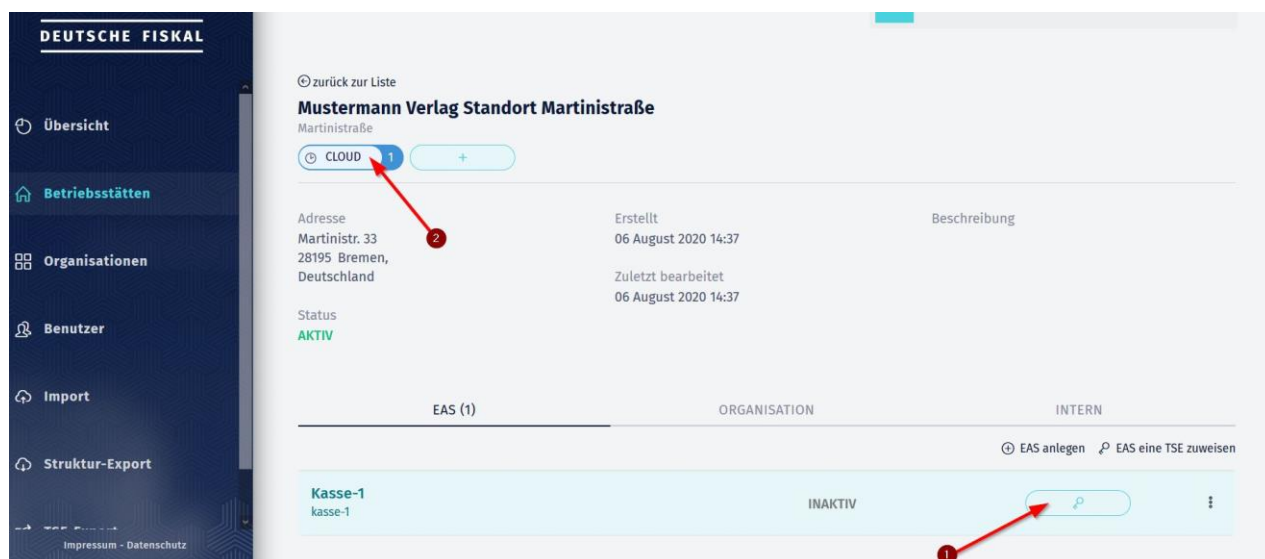 DEUTSCHE FISKAL
Übersicht
Betriebsstätten
Organisationen
Benutzer
Import
Struktur-Export
TSE-Export
Impressum - Datenschutz
zurück zur Liste
Mustermann Verlag Standort Martinistraße
Martinistraße
CLOUD 1 +
Adresse
Martinistr. 33
28195 Bremen,
Deutschland
Status
AKTIV
Erstellt
06 August 2020 14:37
Zuletzt bearbeitet
06 August 2020 14:37
Beschreibung
2
EAS (1) ORGANISATION INTERN
EAS anlegen EAS eine TSE zuweisen
Kasse-1
kasse-1
INAKTIV
1